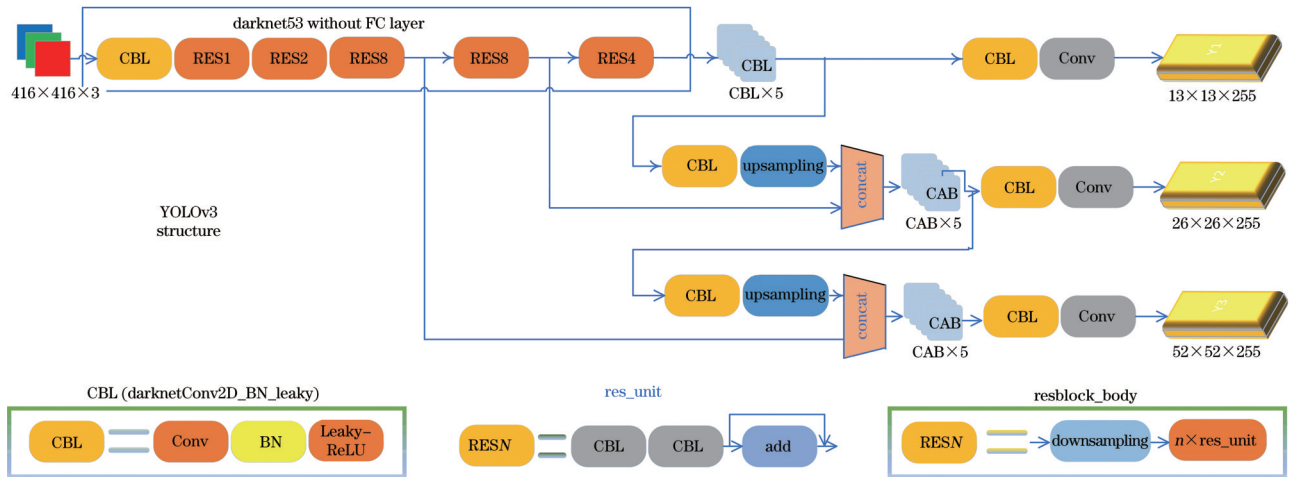 darknet53 without FC layer
CBL
RES1
RES2
RES8
RES8
RES4
CBL
CBL
Conv
Y1
416×416×3
CBL×5
13×13×255
CBL
upsampling
concat
CAB
CBL
Conv
Y2
CAB×5
26×26×255
YOLOv3
structure
CBL
upsampling
concat
CAB
CBL
Conv
Y3
CAB×5
52×52×255
CBL (darknetConv2D_BN_leaky)
CBL
Conv
BN
Leaky-
ReLU
res_unit
RESN
CBL
CBL
add
resblock_body
RESN
downsampling
n×res_unit